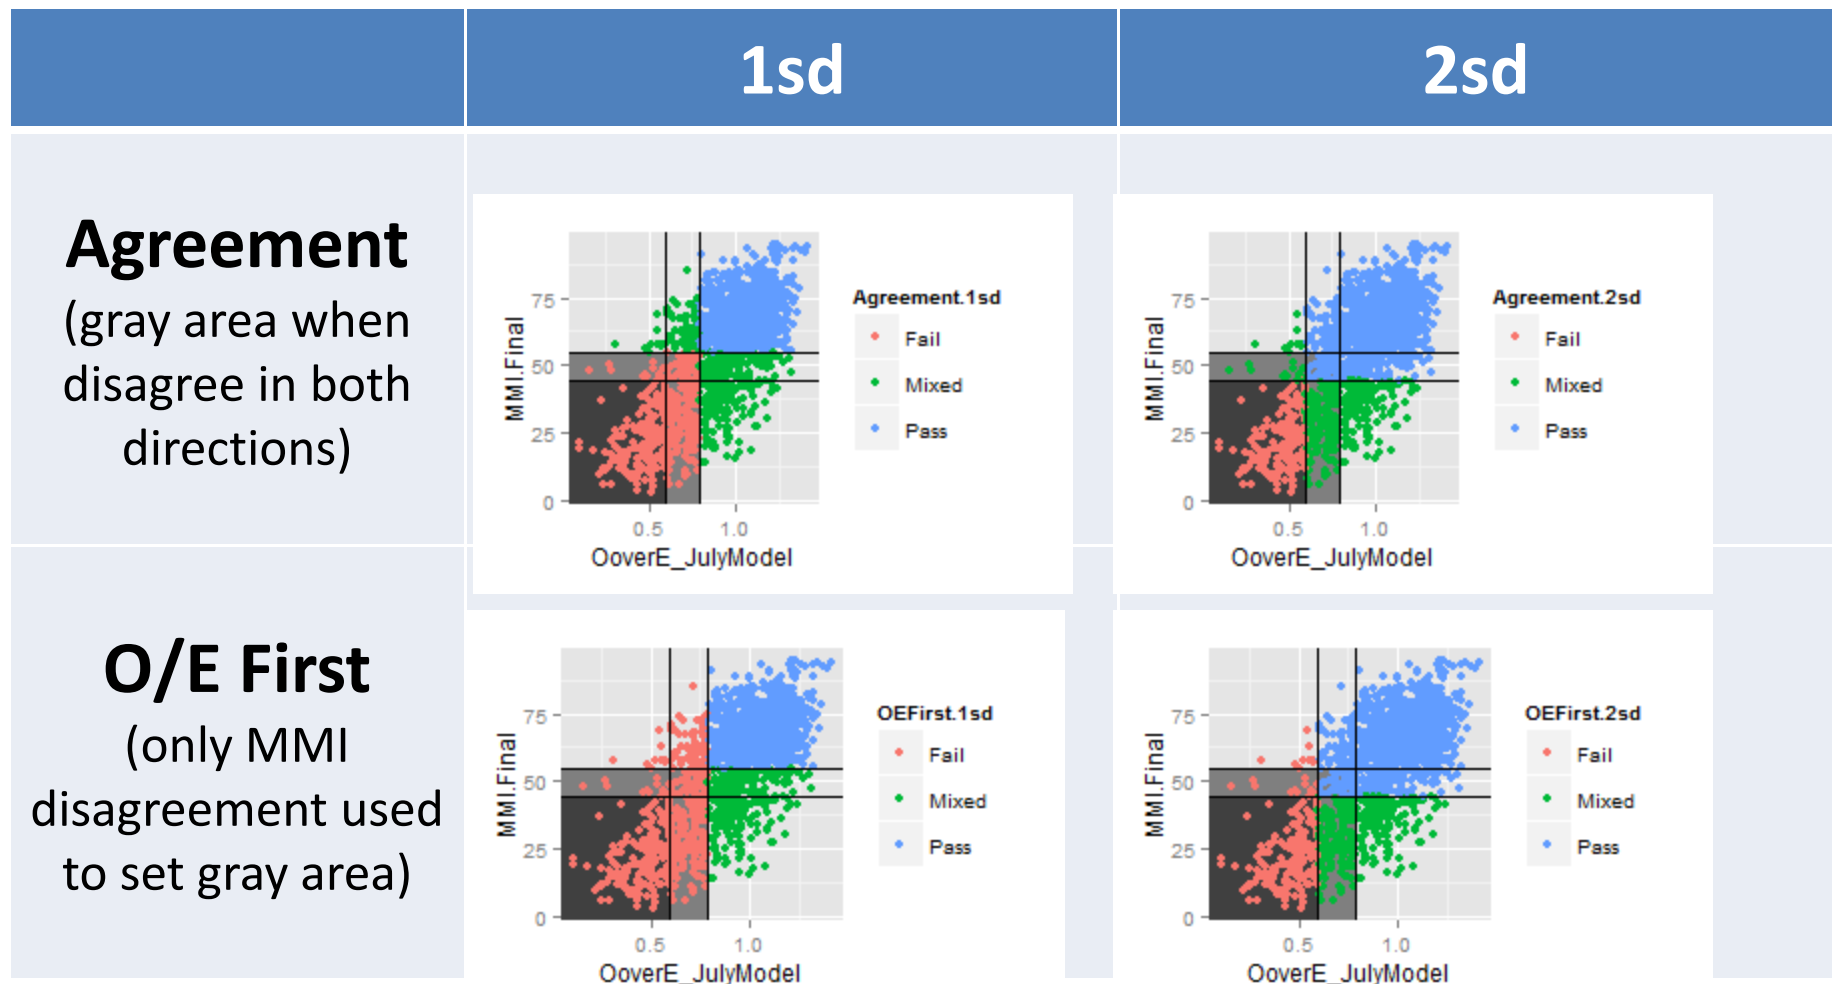 1sd
2sd
Agreement
(gray area when
disagree in both
directions)
MMI.Final
75
50
25
0
0.5
1.0
OoverE_JulyModel
Agreement.1sd
Fail
Mixed
Pass
MMI.Final
75
50
25
0
0.5
1.0
OoverE_JulyModel
Agreement.2sd
Fail
Mixed
Pass
O/E First
(only MMI
disagreement used
to set gray area)
MMI.Final
75
50
25
0
0.5
1.0
OoverE_JulyModel
OEFirst.1sd
Fail
Mixed
Pass
MMI.Final
75
50
25
0
0.5
1.0
OoverE_JulyModel
OEFirst.2sd
Fail
Mixed
Pass